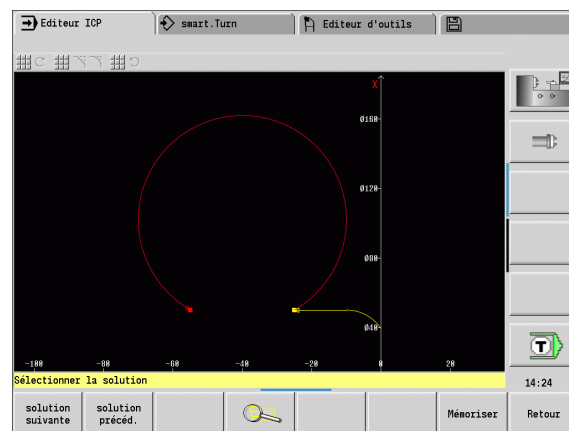 Editeur ICP
smart.Turn
Editeur d'outils
X
Ø160
Ø120
Ø80
Ø40
-100 -80 -60 -40 -20 0 20
Sélectionner la solution
14:24
T
solution suivante
solution précéd.
Mémoriser
Retour